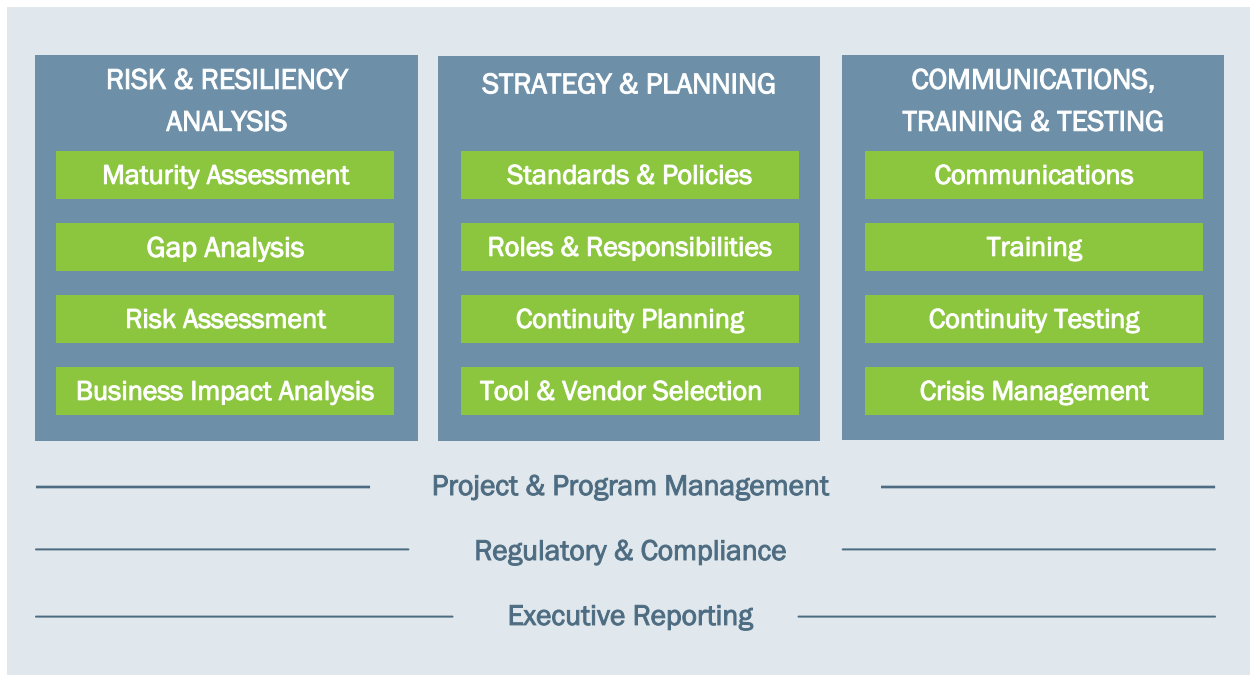 RISK & RESILIENCY
ANALYSIS
Maturity Assessment
Gap Analysis
Risk Assessment
Business Impact Analysis
STRATEGY & PLANNING
Standards & Policies
Roles & Responsibilities
Continuity Planning
Tool & Vendor Selection
COMMUNICATIONS,
TRAINING & TESTING
Communications
Training
Continuity Testing
Crisis Management
Project & Program Management
Regulatory & Compliance
Executive Reporting